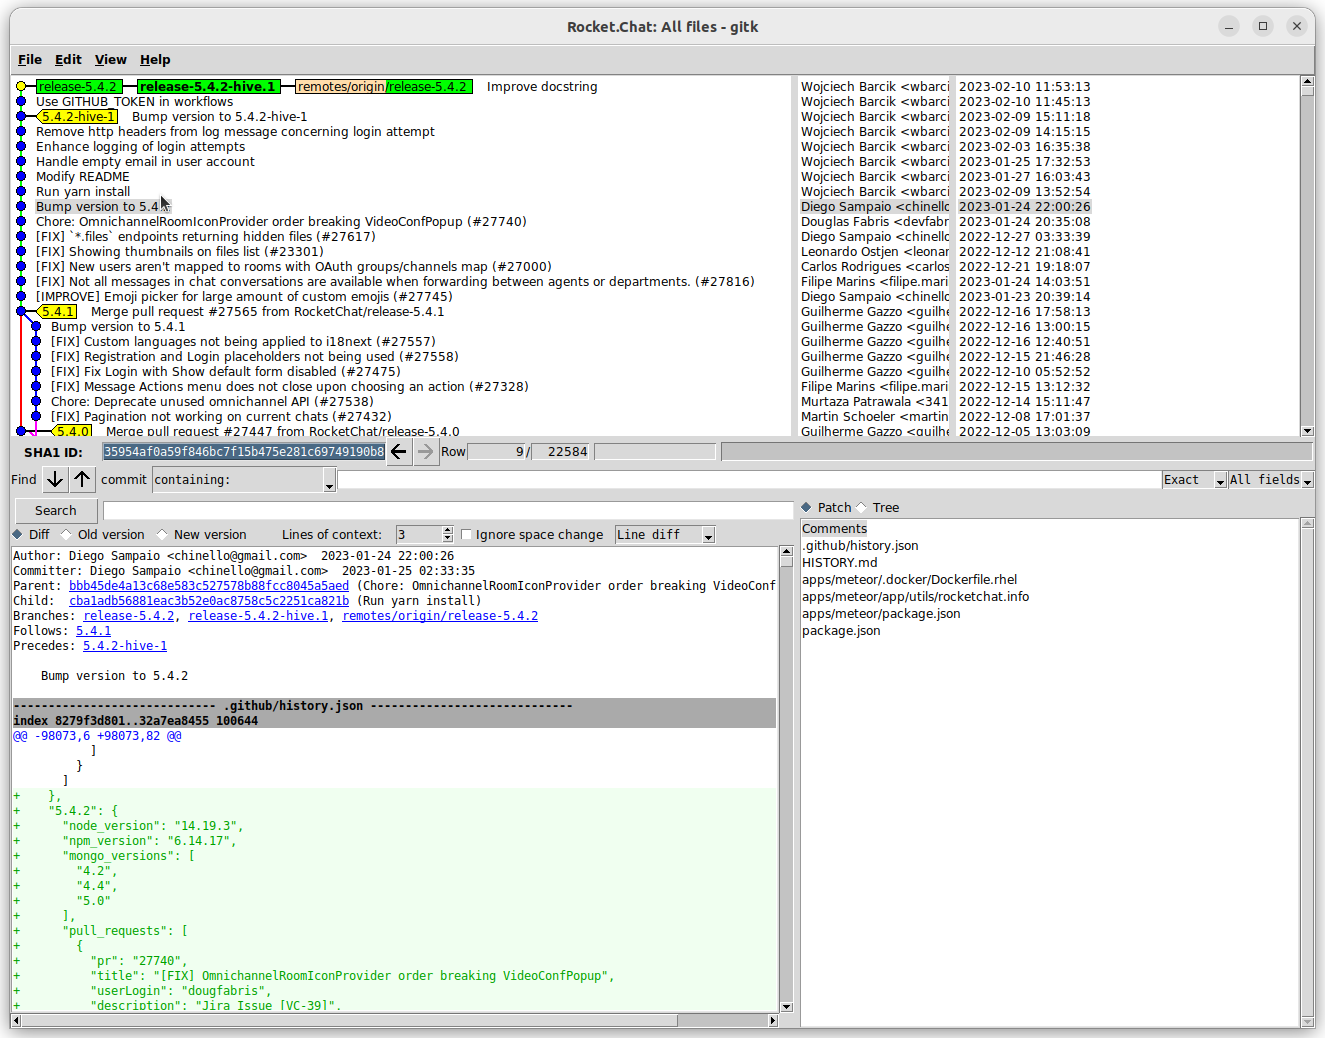 Rocket.Chat: All files - gitk
File Edit View Help
release-5.4.2 release-5.4.2-hive.1 remotes/origin/release-5.4.2 Improve docstring Wojciech Barcik <wbarci 2023-02-10 11:53:13
Use GITHUB_TOKEN in workflows Wojciech Barcik <wbarci 2023-02-10 11:45:13
5.4.2-hive-1 Bump version to 5.4.2-hive-1 Wojciech Barcik <wbarci 2023-02-09 15:11:18
Remove http headers from log message concerning login attempt Wojciech Barcik <wbarci 2023-02-09 14:15:15
Enhance logging of login attempts Wojciech Barcik <wbarci 2023-02-03 16:35:38
Handle empty email in user account Wojciech Barcik <wbarci 2023-01-25 17:32:53
Modify README Wojciech Barcik <wbarci 2023-01-27 16:03:43
Run yarn install Wojciech Barcik <wbarci 2023-02-09 13:52:54
Bump version to 5.4 Diego Sampaio <chinello 2023-01-24 22:00:26
Chore: OmnichannelRoomIconProvider order breaking VideoConfPopup (#27740) Douglas Fabris <devfabr 2023-01-24 20:35:08
[FIX] `*.files` endpoints returning hidden files (#27617) Diego Sampaio <chinello 2022-12-27 03:33:39
[FIX] Showing thumbnails on files list (#23301) Leonardo Ostjen <leonar 2022-12-12 21:08:41
[FIX] New users aren't mapped to rooms with OAuth groups/channels map (#27000) Carlos Rodrigues <carlos 2022-12-21 19:18:07
[FIX] Not all messages in chat conversations are available when forwarding between agents or departments. (#27816) Filipe Marins <filipe.mari 2023-01-24 14:03:51
[IMPROVE] Emoji picker for large amount of custom emojis (#27745) Diego Sampaio <chinello 2023-01-23 20:39:14
5.4.1 Merge pull request #27565 from RocketChat/release-5.4.1 Guilherme Gazzo <guilhe 2022-12-16 17:58:13
Bump version to 5.4.1 Guilherme Gazzo <guilhe 2022-12-16 13:00:15
[FIX] Custom languages not being applied to i18next (#27557) Guilherme Gazzo <guilhe 2022-12-16 12:40:51
[FIX] Registration and Login placeholders not being used (#27558) Guilherme Gazzo <guilhe 2022-12-15 21:46:28
[FIX] Fix Login with Show default form disabled (#27475) Guilherme Gazzo <guilhe 2022-12-10 05:52:52
[FIX] Message Actions menu does not close upon choosing an action (#27328) Filipe Marins <filipe.mari 2022-12-15 13:12:32
Chore: Deprecate unused omnichannel API (#27538) Murtaza Patrawala <341 2022-12-14 15:11:47
[FIX] Pagination not working on current chats (#27432) Martin Schoeler <martin 2022-12-08 17:01:37
5.4.0 Merge pull request #27447 from RocketChat/release-5.4.0 Guilherme Gazzo <guilhe 2022-12-05 13:03:09
SHA1 ID: 35954af0a59f846bc7f15b475e281c69749190b8 Row 9 / 22584
Find commit containing: Exact All fields
Search Patch Tree
Diff Old version New version Lines of context: 3 Ignore space change Line diff
Author: Diego Sampaio <chinello@gmail.com> 2023-01-24 22:00:26
Committer: Diego Sampaio <chinello@gmail.com> 2023-01-25 02:33:35
Parent: bbb45de4a13c68e583c527578b88fcc8045a5aed (Chore: OmnichannelRoomIconProvider order breaking VideoConf
Child: cba1adb56881eac3b52e0ac8758c5c2251ca821b (Run yarn install)
Branches: release-5.4.2, release-5.4.2-hive.1, remotes/origin/release-5.4.2
Follows: 5.4.1
Precedes: 5.4.2-hive-1
Bump version to 5.4.2
----------------------------- .github/history.json -----------------------------
index 8279f3d801..32a7ea8455 100644
@@ -98073,6 +98073,82 @@
]
}
]
+ },
+ "5.4.2": {
+ "node_version": "14.19.3",
+ "npm_version": "6.14.17",
+ "mongo_versions": [
+ "4.2",
+ "4.4",
+ "5.0"
+ ],
+ "pull_requests": [
+ {
+ "pr": "27740",
+ "title": "[FIX] OmnichannelRoomIconProvider order breaking VideoConfPopup",
+ "userLogin": "dougfabris",
+ "description": "Jira Issue [VC-39]".
Comments
.github/history.json
HISTORY.md
apps/meteor/.docker/Dockerfile.rhel
apps/meteor/app/utils/rocketchat.info
apps/meteor/package.json
package.json